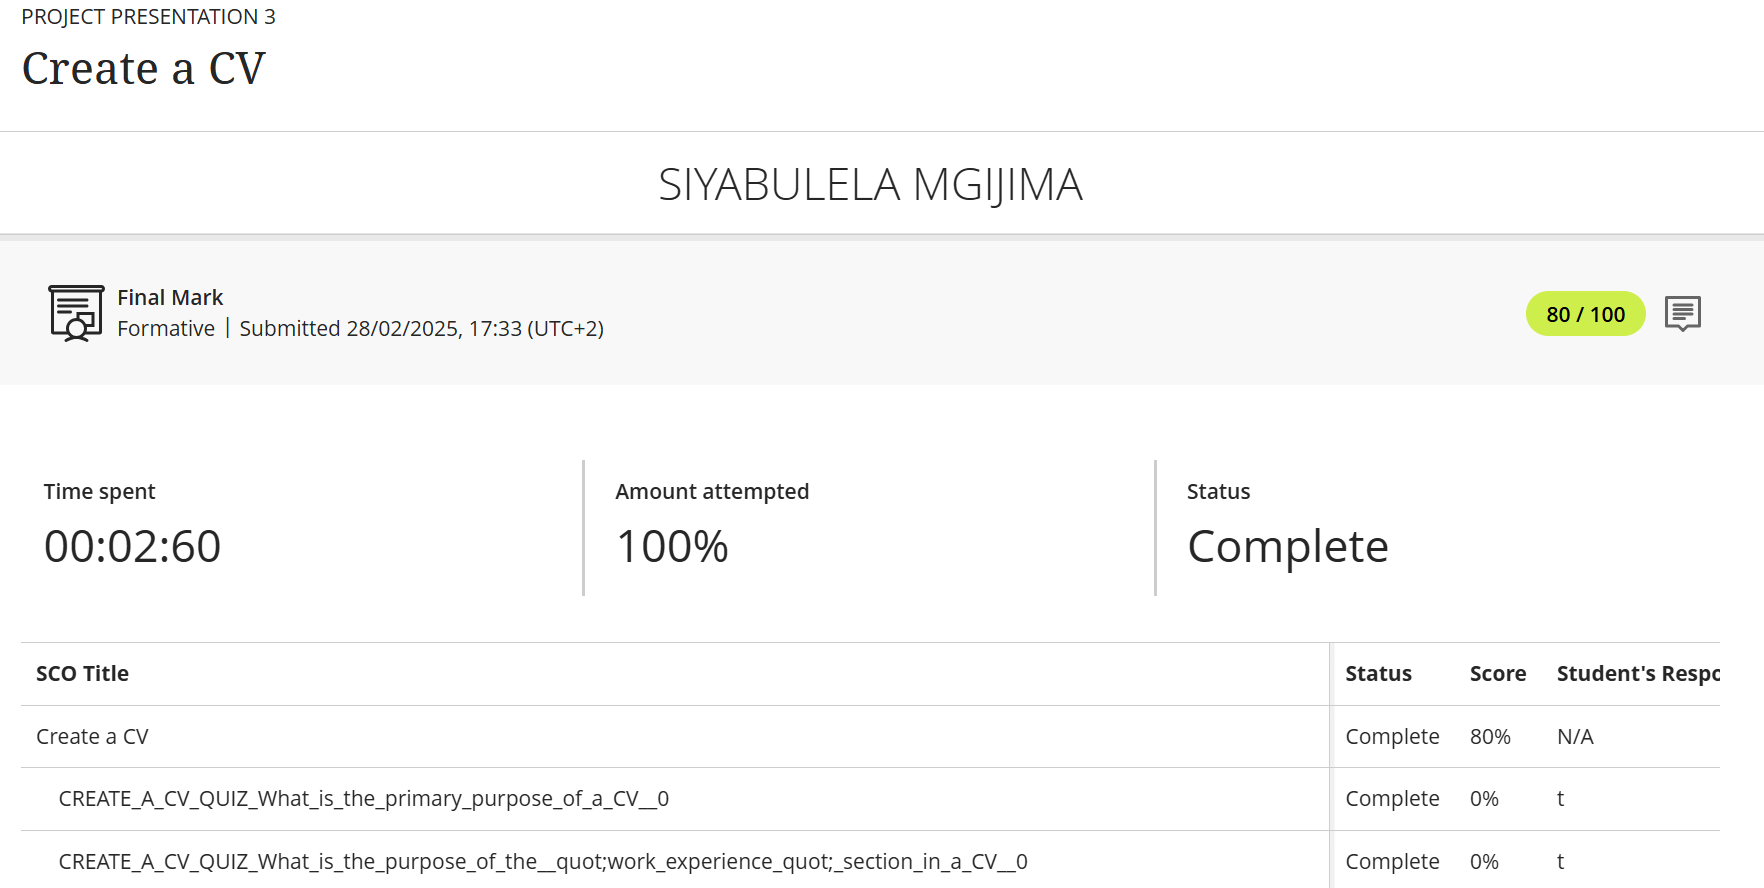 PROJECT PRESENTATION 3
Create a CV
SIYABULELA MGIJIMA
Final Mark
Formative | Submitted 28/02/2025, 17:33 (UTC+2)
80 / 100
Time spent
00:02:60
Amount attempted
100%
Status
Complete
SCO Title Status Score Student's Respo
Create a CV Complete 80% N/A
CREATE_A_CV_QUIZ_What_is_the_primary_purpose_of_a_CV__0 Complete 0% t
CREATE_A_CV_QUIZ_What_is_the_purpose_of_the__quot;work_experience_quot;_section_in_a_CV__0 Complete 0% t